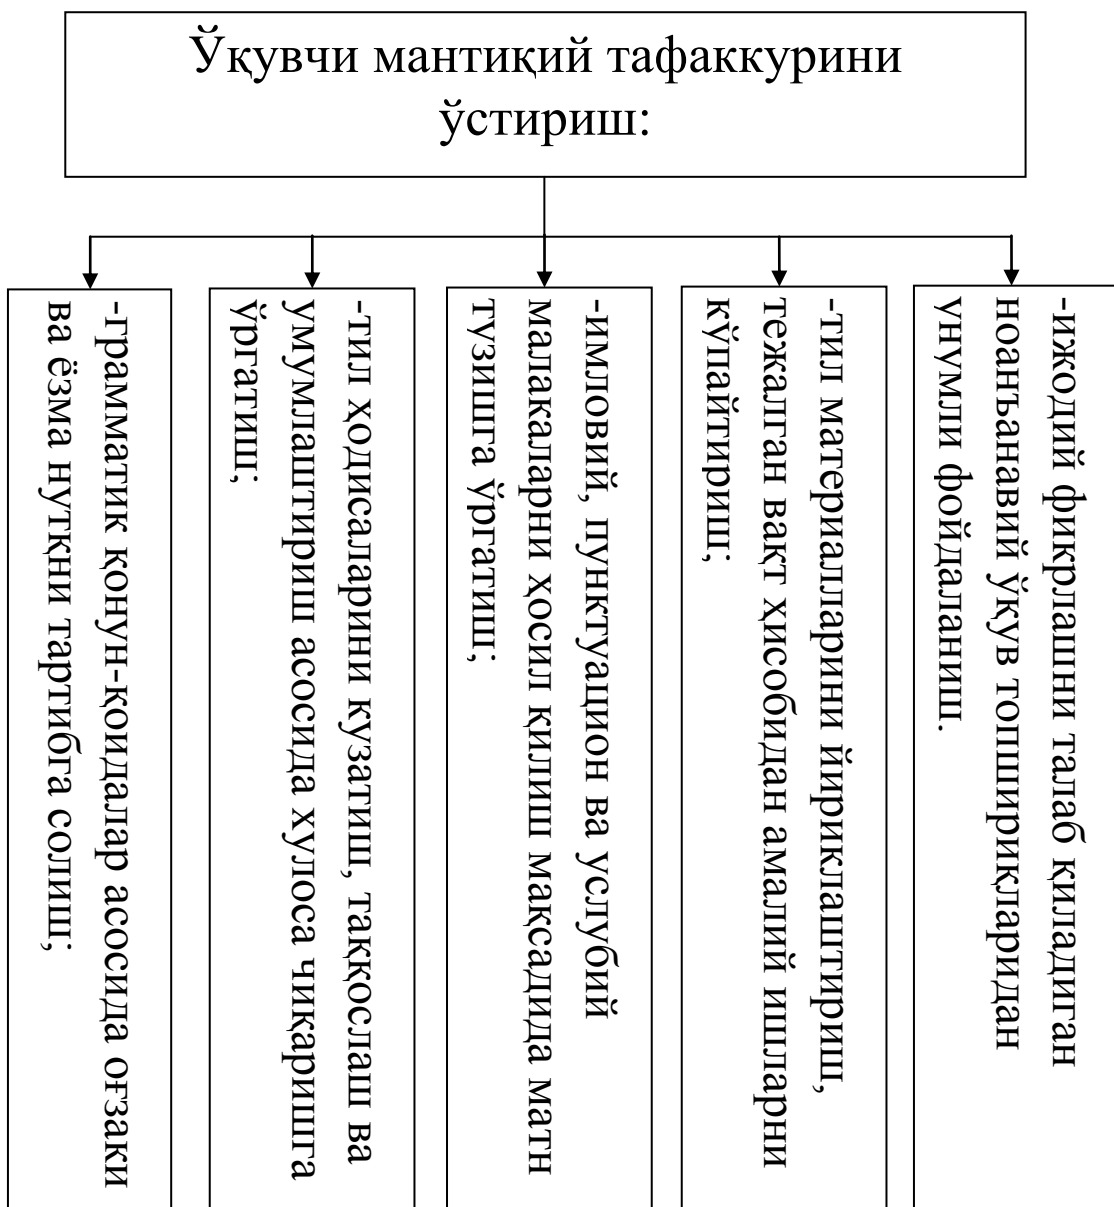 Ўқувчи мантиқий тафаккурини
ўстириш:
-грамматик қонун-қоидалар асосида оғзаки
ва ёзма нутқни тартибга солиш;
-тил ҳодисаларини кузатиш, таққослаш ва
умумлаштириш асосида хулоса чиқаришга
ўргатиш;
-имловий, пунктуацион ва услубий
малакаларни ҳосил қилиш мақсадида матн
тузишга ўргатиш;
-тил материалларини йириклаштириш,
тежалган вақт ҳисобидан амалий ишларни
кўпайтириш;
-ижодий фикрлашни талаб қиладиган
ноанъанавий ўқув топшириқларидан
унумли фойдаланиш.